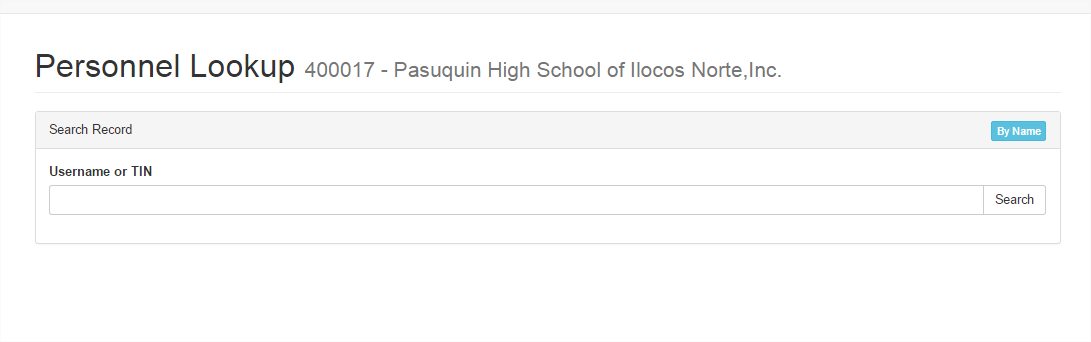 Personnel Lookup 400017 - Pasuquin High School of Ilocos Norte,Inc.
Search Record By Name
Username or TIN
Search